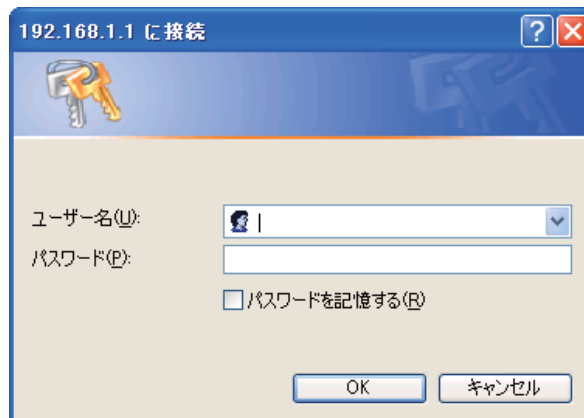 192.168.1.1 に接続
ユーザー名(U):
パスワード(P):
パスワードを記憶する(R)
OK
キャンセル